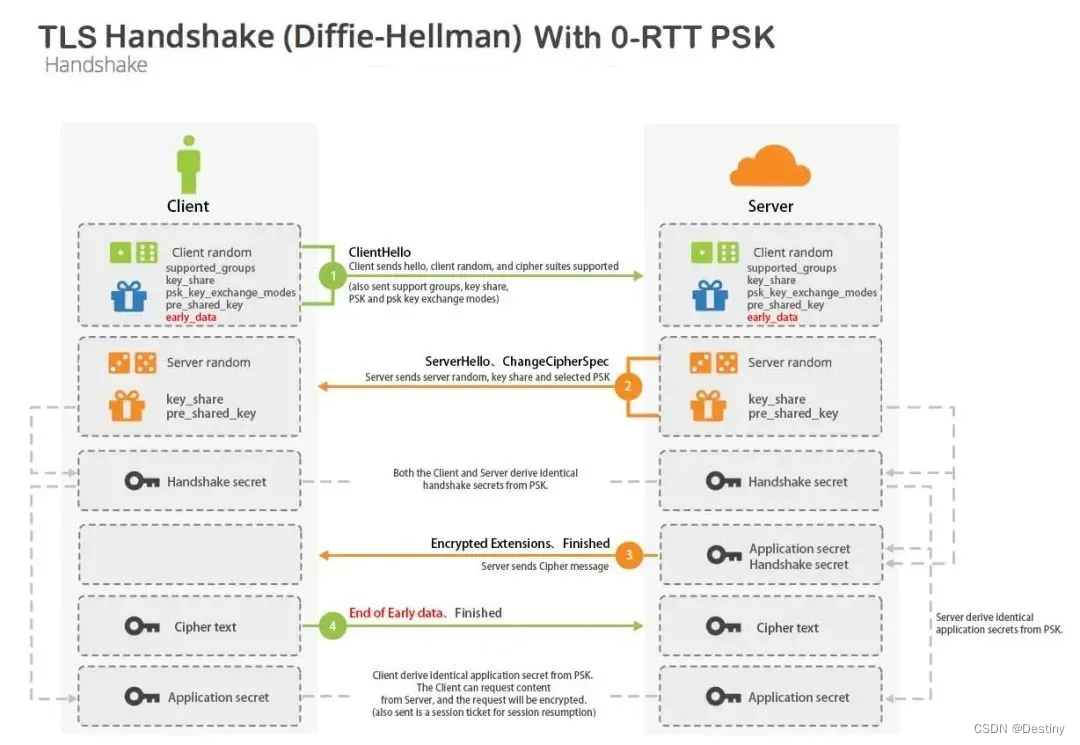 TLS Handshake (Diffie-Hellman) With 0-RTT PSK
Handshake
Client
Server
Client random
supported_groups
key_share
psk_key_exchange_modes
pre_shared_key
early_data
1
ClientHello
Client sends hello, client random, and cipher suites supported
(also sent support groups, key share,
PSK and psk key exchange modes)
Client random
supported_groups
key_share
psk_key_exchange_modes
pre_shared_key
early_data
Server random
key_share
pre_shared_key
ServerHello、ChangeCipherSpec
Server sends server random, key share and selected PSK
2
Server random
key_share
pre_shared_key
Handshake secret
Both the Client and Server derive identical
handshake secrets from PSK.
Handshake secret
Encrypted Extensions、Finished
Server sends Cipher message
3
Application secret
Handshake secret
Cipher text
4
End of Early data、Finished
Cipher text
Server derive identical
application secrets from PSK.
Application secret
Client derive identical application secret from PSK.
The Client can request content
from Server, and the request will be encrypted.
(also sent is a session ticket for session resumption)
Application secret
CSDN @Destiny